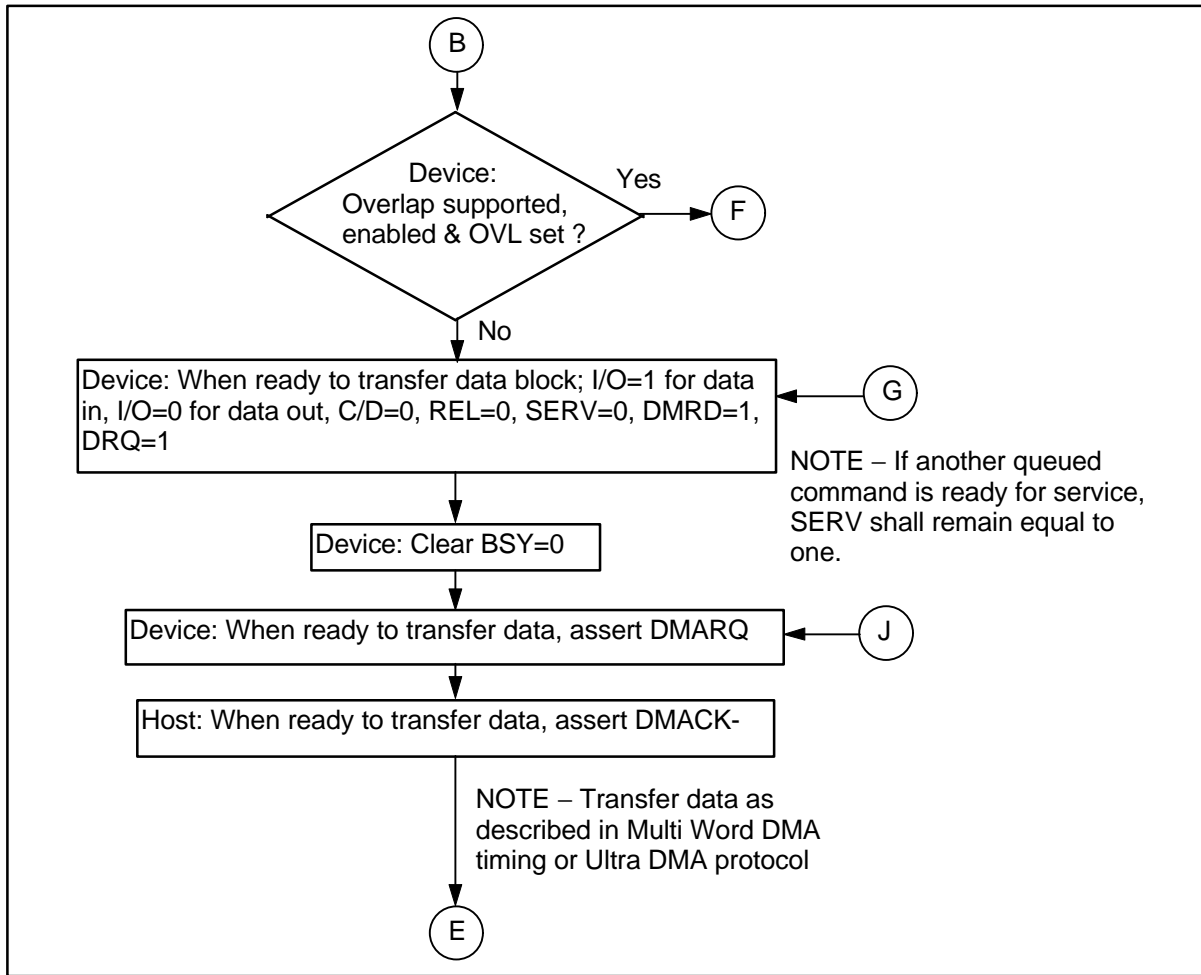 B
Device:
Overlap supported,
enabled & OVL set ?
Yes
F
No
Device: When ready to transfer data block; I/O=1 for data
in, I/O=0 for data out, C/D=0, REL=0, SERV=0, DMRD=1,
DRQ=1
G
NOTE – If another queued
command is ready for service,
SERV shall remain equal to
one.
Device: Clear BSY=0
Device: When ready to transfer data, assert DMARQ
J
Host: When ready to transfer data, assert DMACK-
NOTE – Transfer data as
described in Multi Word DMA
timing or Ultra DMA protocol
E